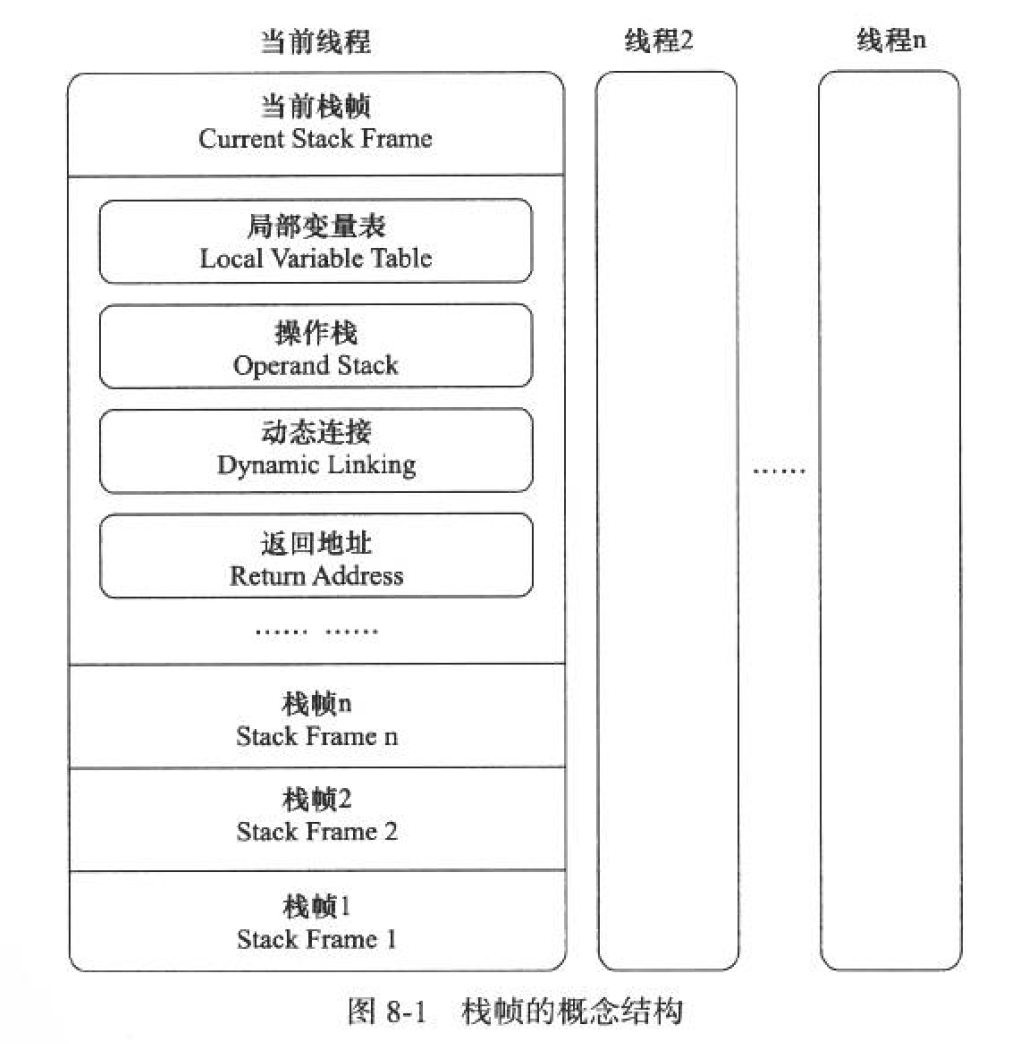 当前线程
线程2
线程n
当前栈帧
Current Stack Frame
局部变量表
Local Variable Table
操作栈
Operand Stack
动态连接
Dynamic Linking
返回地址
Return Address
…… ……
……
栈帧n
Stack Frame n
栈帧2
Stack Frame 2
栈帧1
Stack Frame 1
图 8-1 栈帧的概念结构